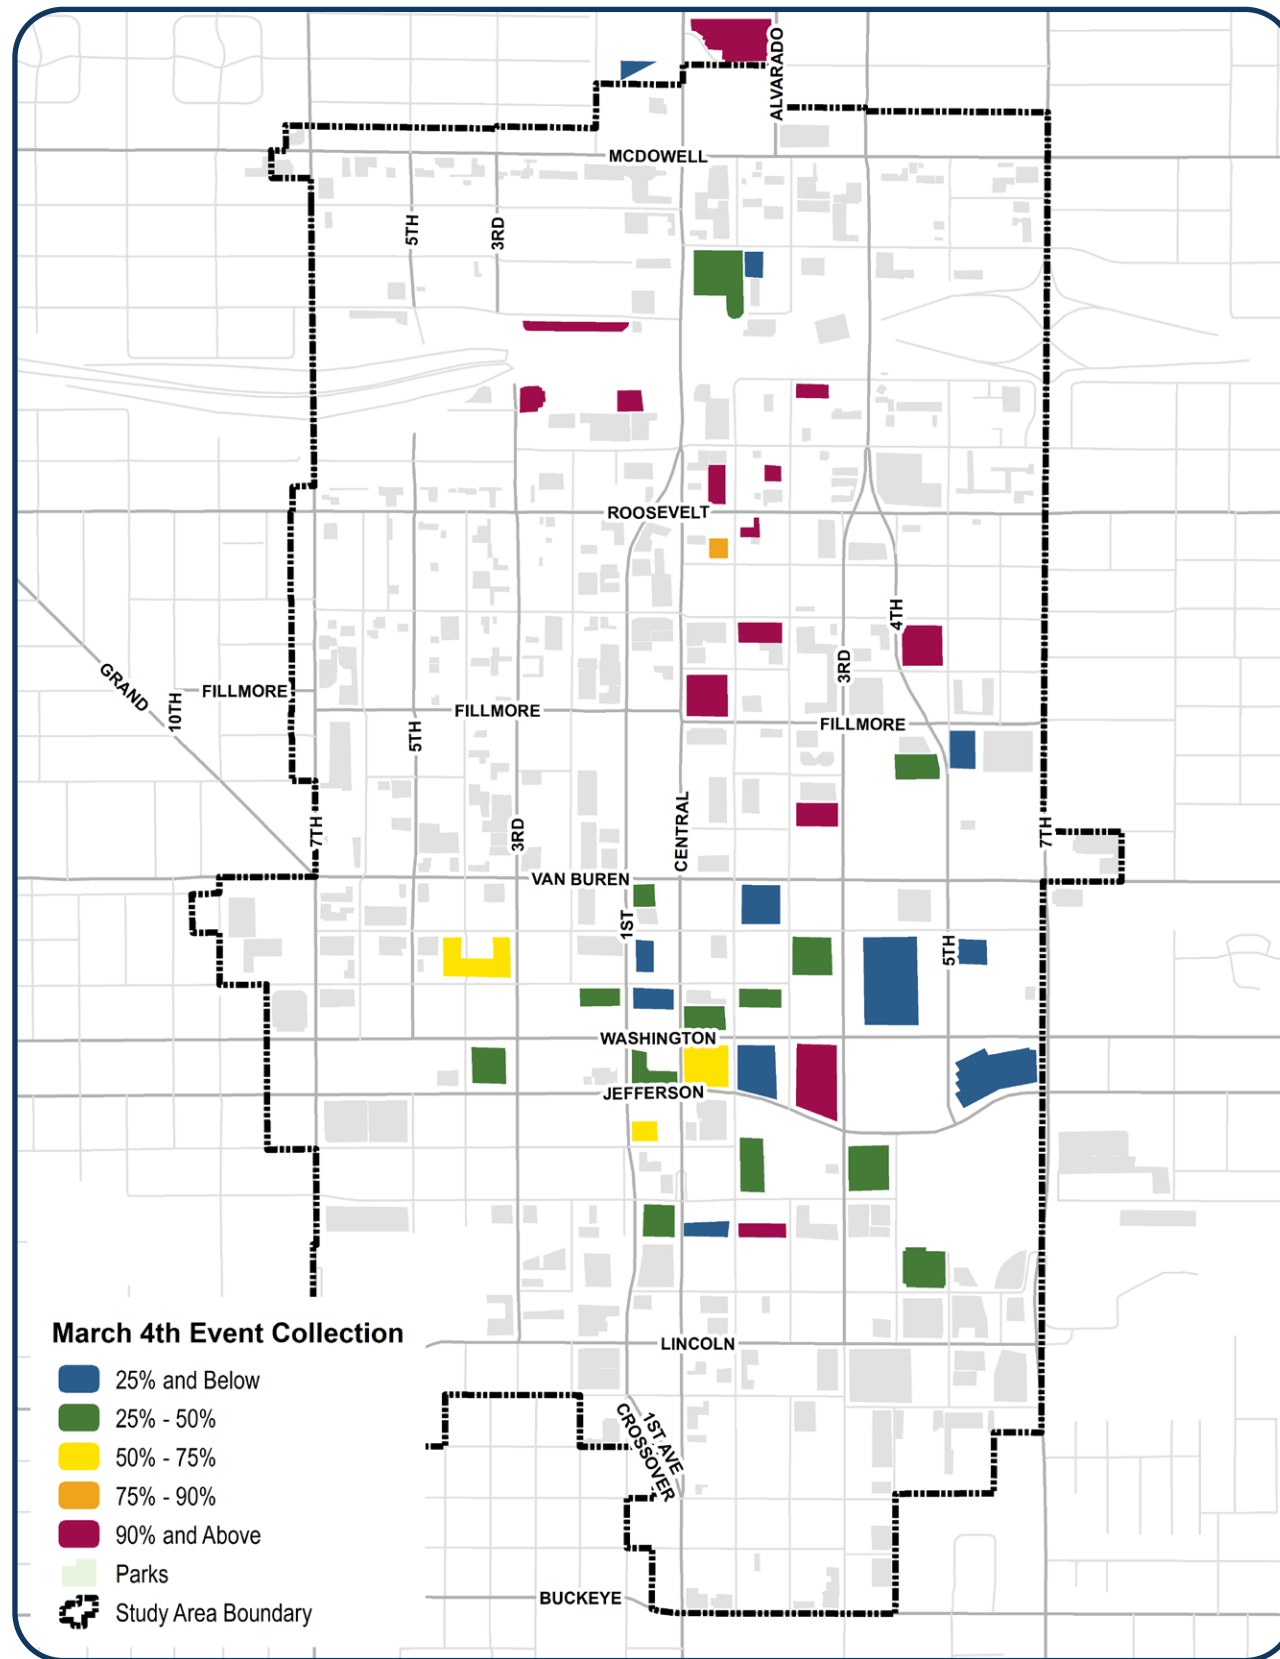 ALVARADO
MCDOWELL
5TH
3RD
ROOSEVELT
4TH
3RD
GRAND
10TH
FILLMORE
FILLMORE
FILLMORE
5TH
7TH
3RD
CENTRAL
7TH
VAN BUREN
1ST
5TH
WASHINGTON
JEFFERSON
LINCOLN
1ST AVE
CROSSOVER
BUCKEYE
March 4th Event Collection
25% and Below
25% - 50%
50% - 75%
75% - 90%
90% and Above
Parks
Study Area Boundary